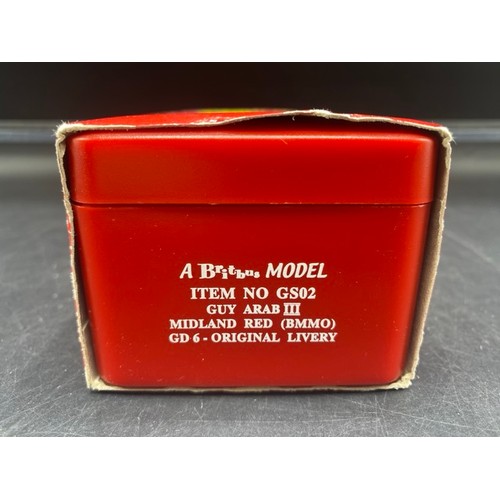 A Britbus MODEL
ITEM NO GS02
GUY ARAB III
MIDLAND RED (BMMO)
GD 6 - ORIGINAL LIVERY